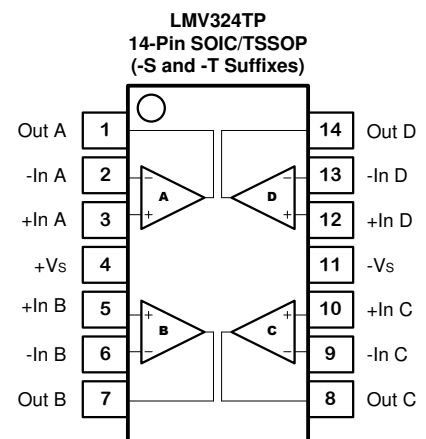 LMV324TP
14-Pin SOIC/TSSOP
(-S and -T Suffixes)
Out A 1 14 Out D
-In A 2 − − 13 -In D
A D
+In A 3 + + 12 +In D
+Vs 4 11 -Vs
+In B 5 + + 10 +In C
B C
-In B 6 − − 9 -In C
Out B 7 8 Out C